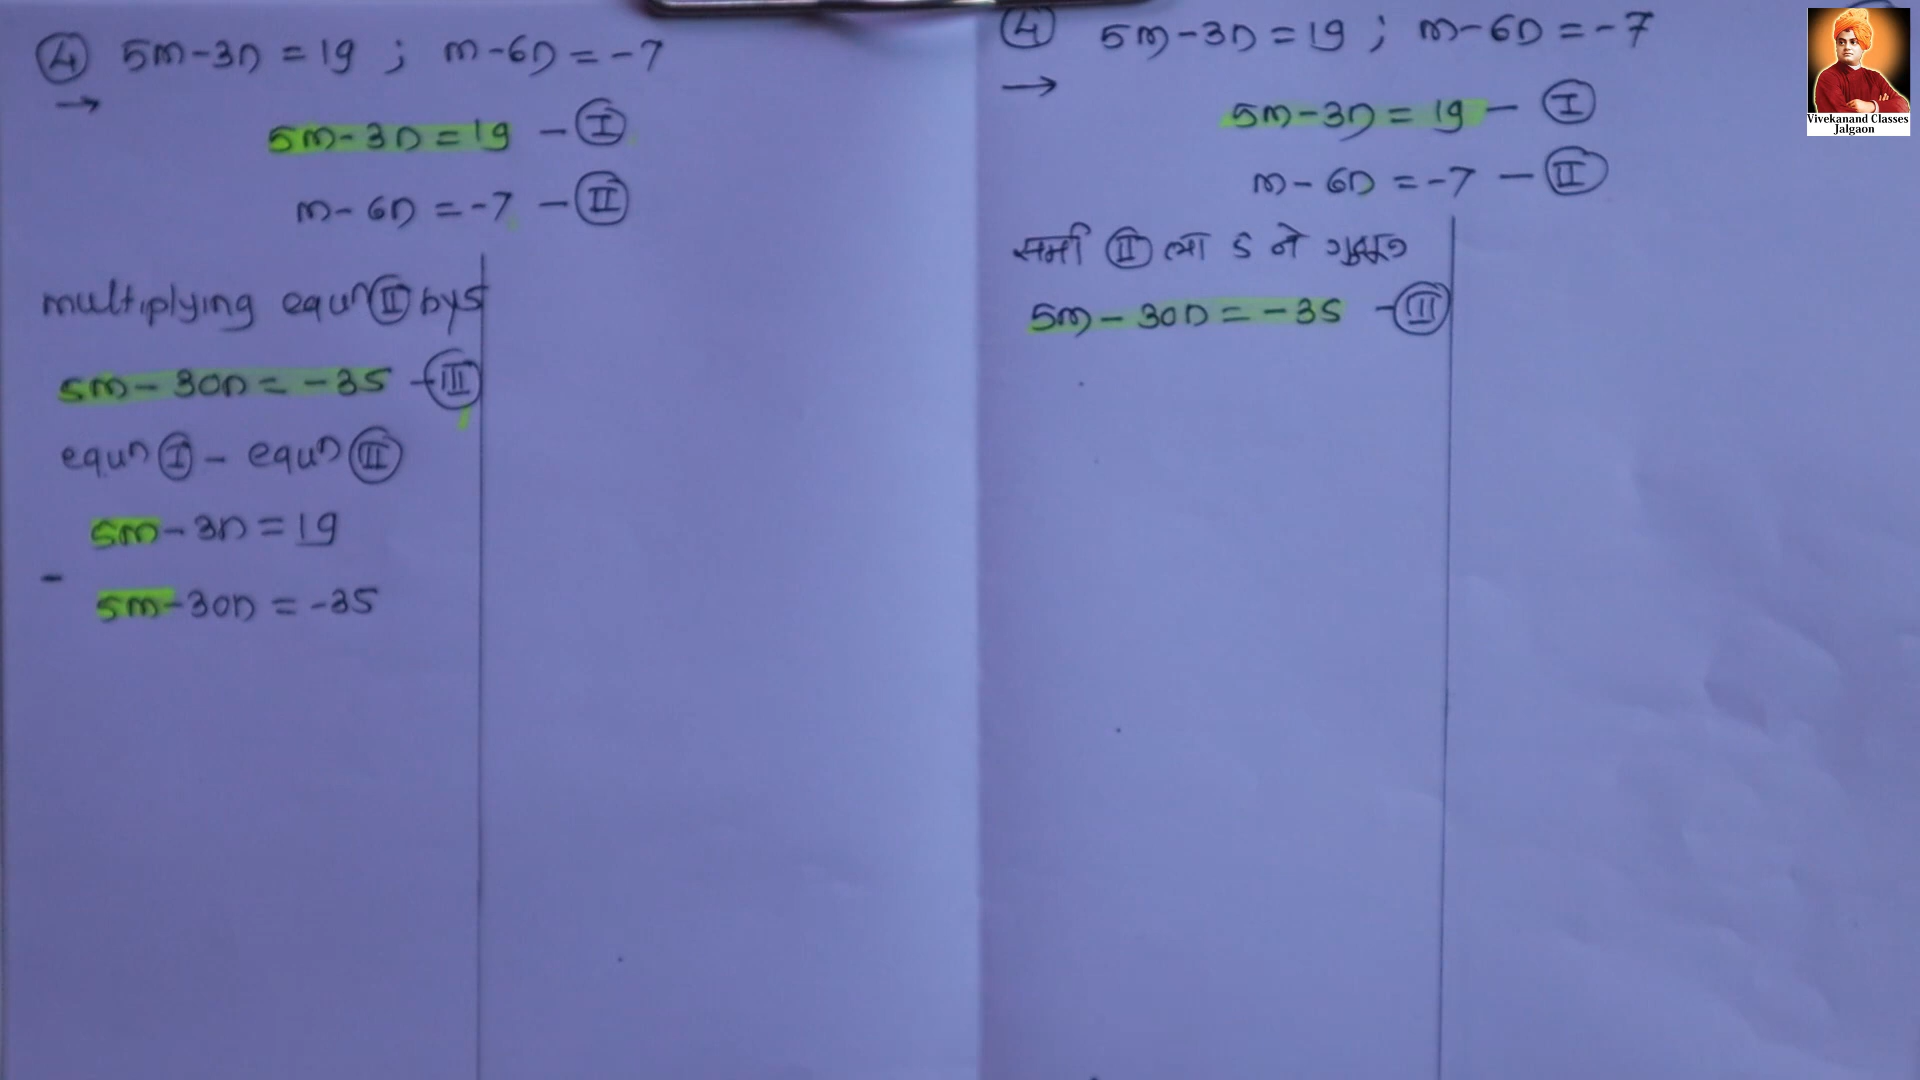 ④ 5m-3n = 19 ; m-6n = -7
→
5m-3n = 19 - Ⓘ
m-6n = -7 - Ⓘ Ⓘ
multiplying equn II by 5
5m - 30n = -35 - III
equn I - equn III
5m - 3n = 19
- 5m - 30n = -35
④ 5m-3n = 19 ; m-6n = -7
→
5m-3n = 19 - I
m-6n = -7 - II
समी II ला 5 ने
5m - 30n = -35 - III
Vivekanand Classes
Jalgaon